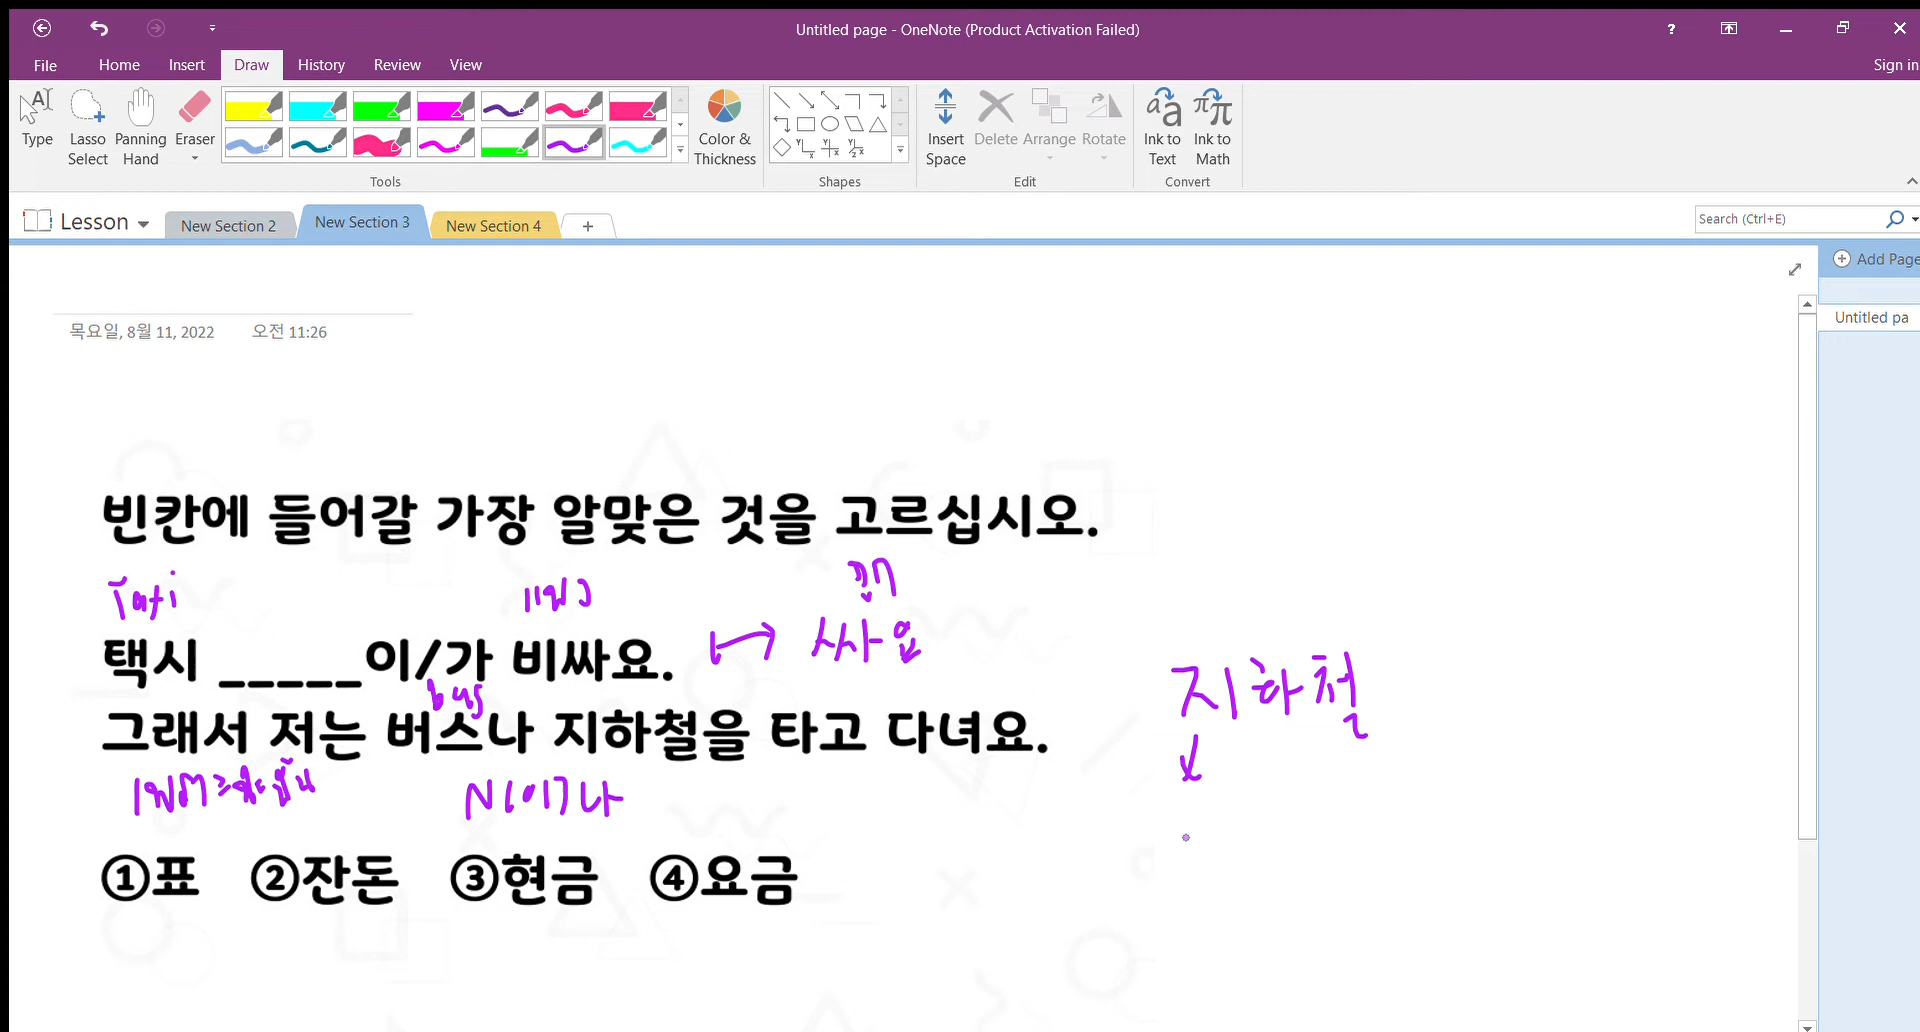 Untitled page - OneNote (Product Activation Failed)
?
File Home Insert Draw History Review View
Sign in
Type
Lasso Select
Panning Hand
Eraser
Color & Thickness
Insert Space
Delete
Arrange
Rotate
Ink to Text
Ink to Math
Tools
Shapes
Edit
Convert
Lesson
New Section 2
New Section 3
New Section 4
+
Search (Ctrl+E)
Add Page
Untitled pa
목요일, 8월 11, 2022 오전 11:26
빈칸에 들어갈 가장 알맞은 것을 고르십시오.
แพง
택시 _____이/가 비싸요. 싸요
bus
지하철
그래서 저는 버스나 지하철을 타고 다녀요.
N(이)나
①표 ②잔돈 ③현금 ④요금